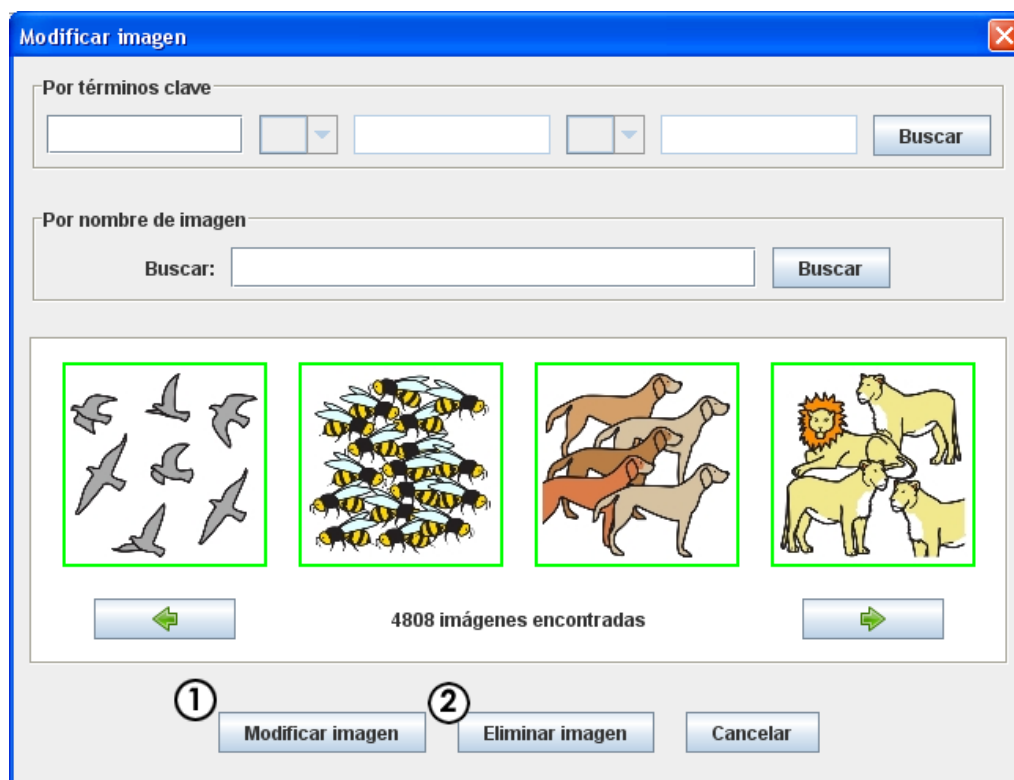 Modificar imagen
Por términos clave
Buscar
Por nombre de imagen
Buscar: Buscar
4808 imágenes encontradas
1 2
Modificar imagen Eliminar imagen Cancelar